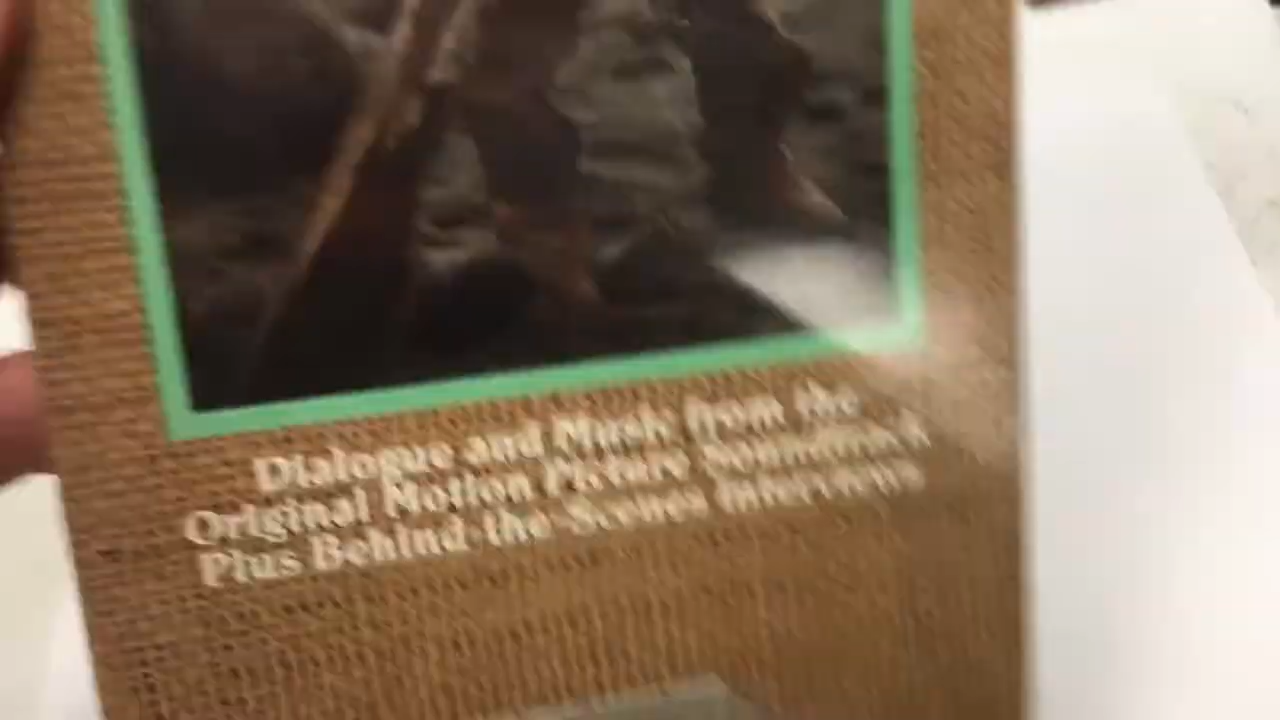 Dialogue and Music from the
Original Motion Picture Soundtrack
Plus Behind-the-Scenes Interviews